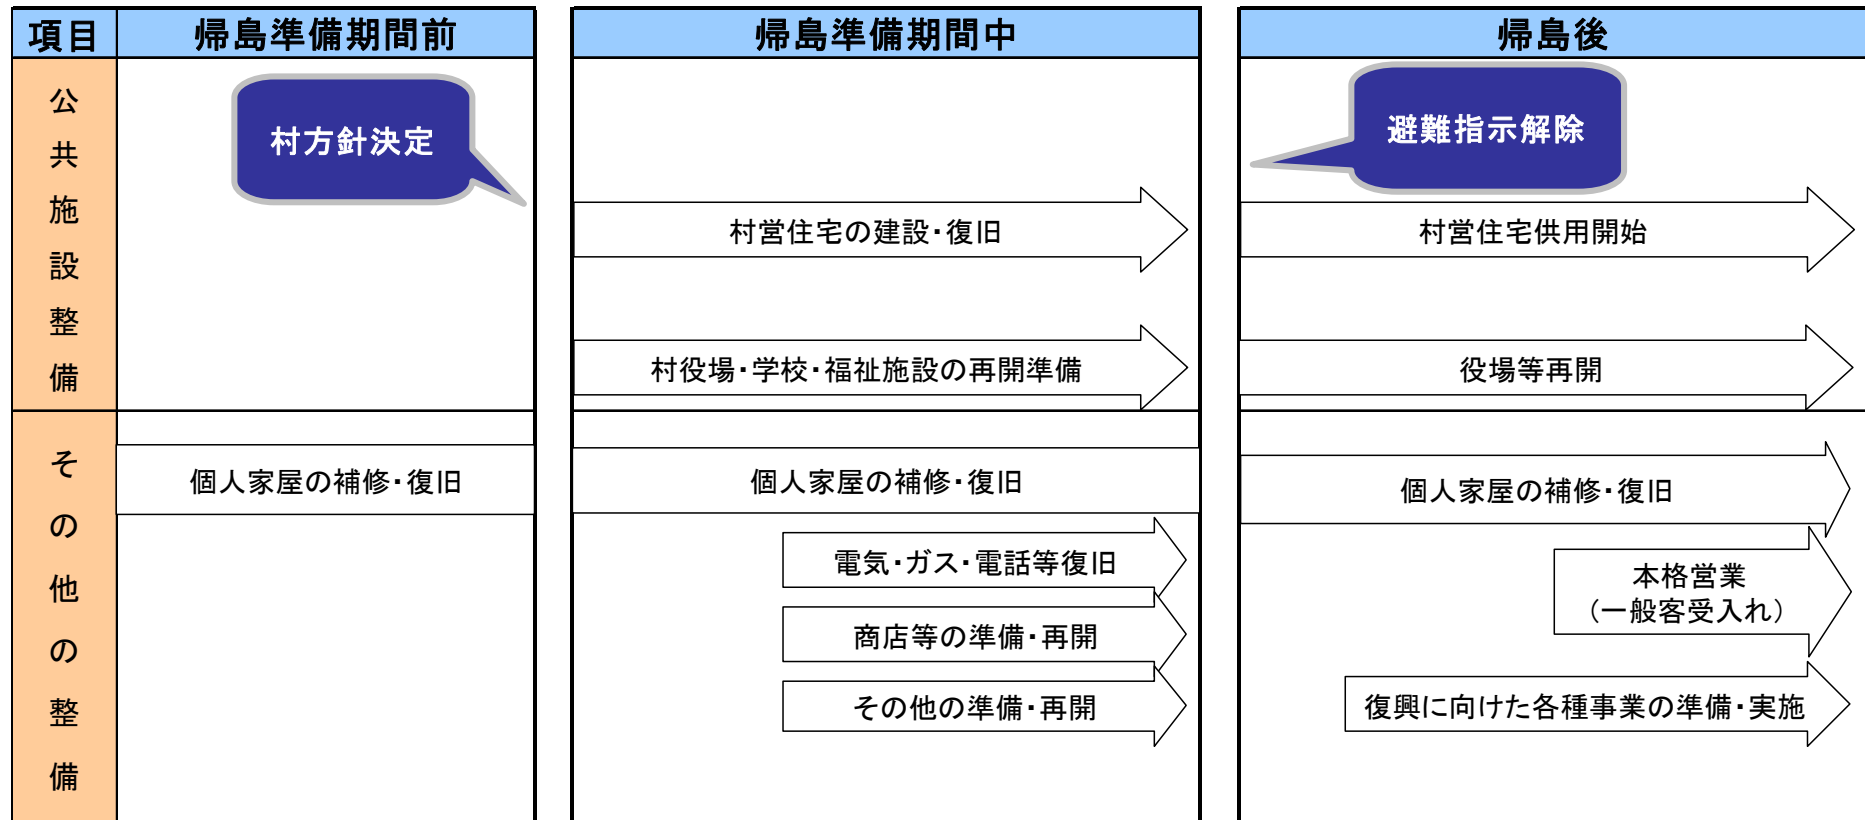 項目
帰島準備期間前
帰島準備期間中
帰島後
公共施設整備
村方針決定
避難指示解除
村営住宅の建設・復旧
村営住宅供用開始
村役場・学校・福祉施設の再開準備
役場等再開
その他の整備
個人家屋の補修・復旧
個人家屋の補修・復旧
個人家屋の補修・復旧
電気・ガス・電話等復旧
本格営業
（一般客受入れ）
商店等の準備・再開
その他の準備・再開
復興に向けた各種事業の準備・実施